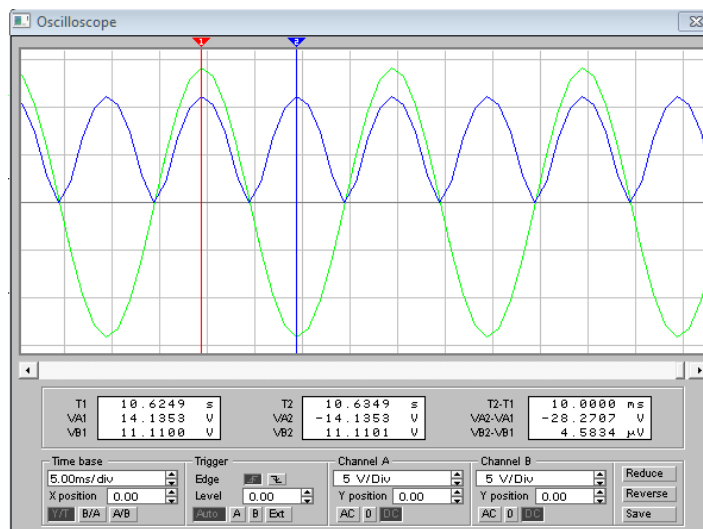 Oscilloscope
1 2
T1 10.6249 s T2 10.6349 s T2-T1 10.0000 ms
VA1 14.1353 V VA2 -14.1353 V VA2-VA1 -28.2707 V
VB1 11.1100 V VB2 11.1101 V VB2-VB1 4.5834 µV
Time base Trigger Channel A Channel B
5.00ms/div Edge 5 V/Div 5 V/Div Reduce
X position 0.00 Level 0.00 Y position 0.00 Y position 0.00 Reverse
Y/T B/A A/B Auto A B Ext AC 0 DC AC 0 DC Save